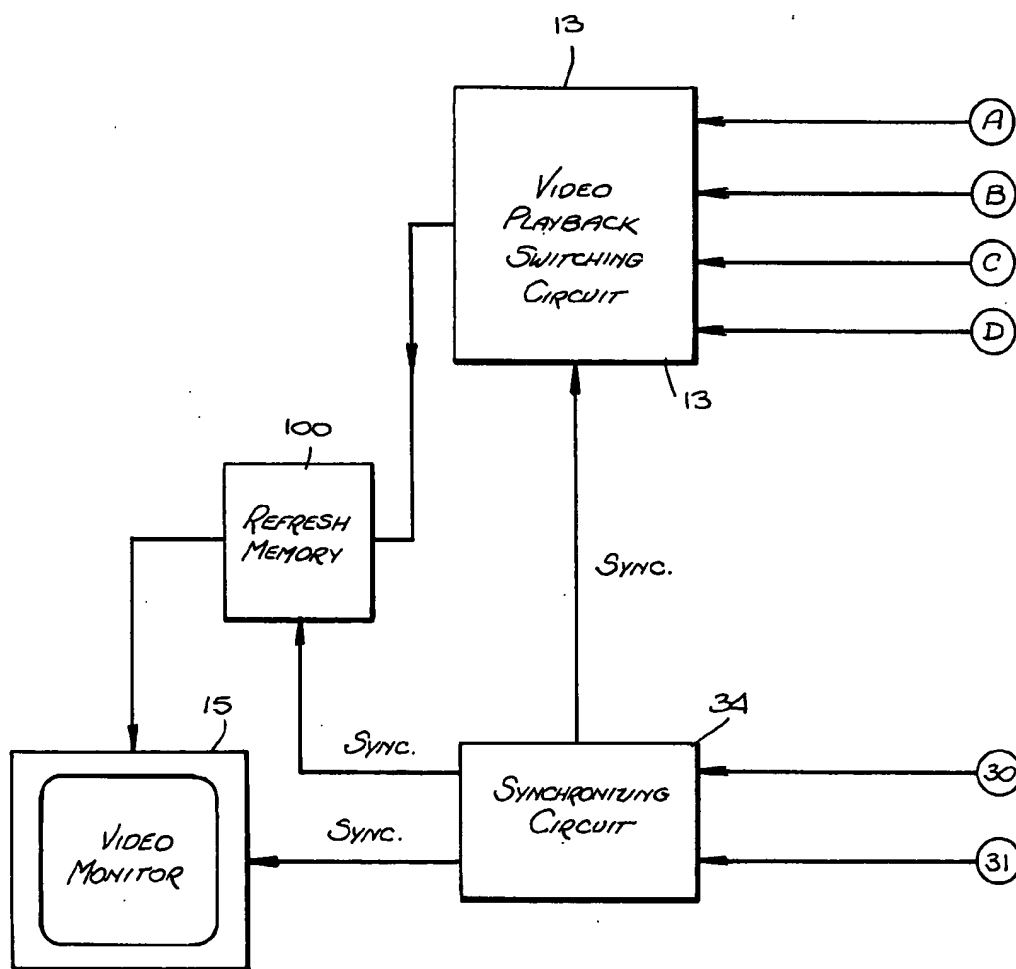 13
A
VIDEO
PLAYBACK
SWITCHING
CIRCUIT
B
C
D
13
100
REFRESH
MEMORY
SYNC.
15
34
SYNC.
SYNCHRONIZING
CIRCUIT
30
SYNC.
VIDEO
MONITOR
31